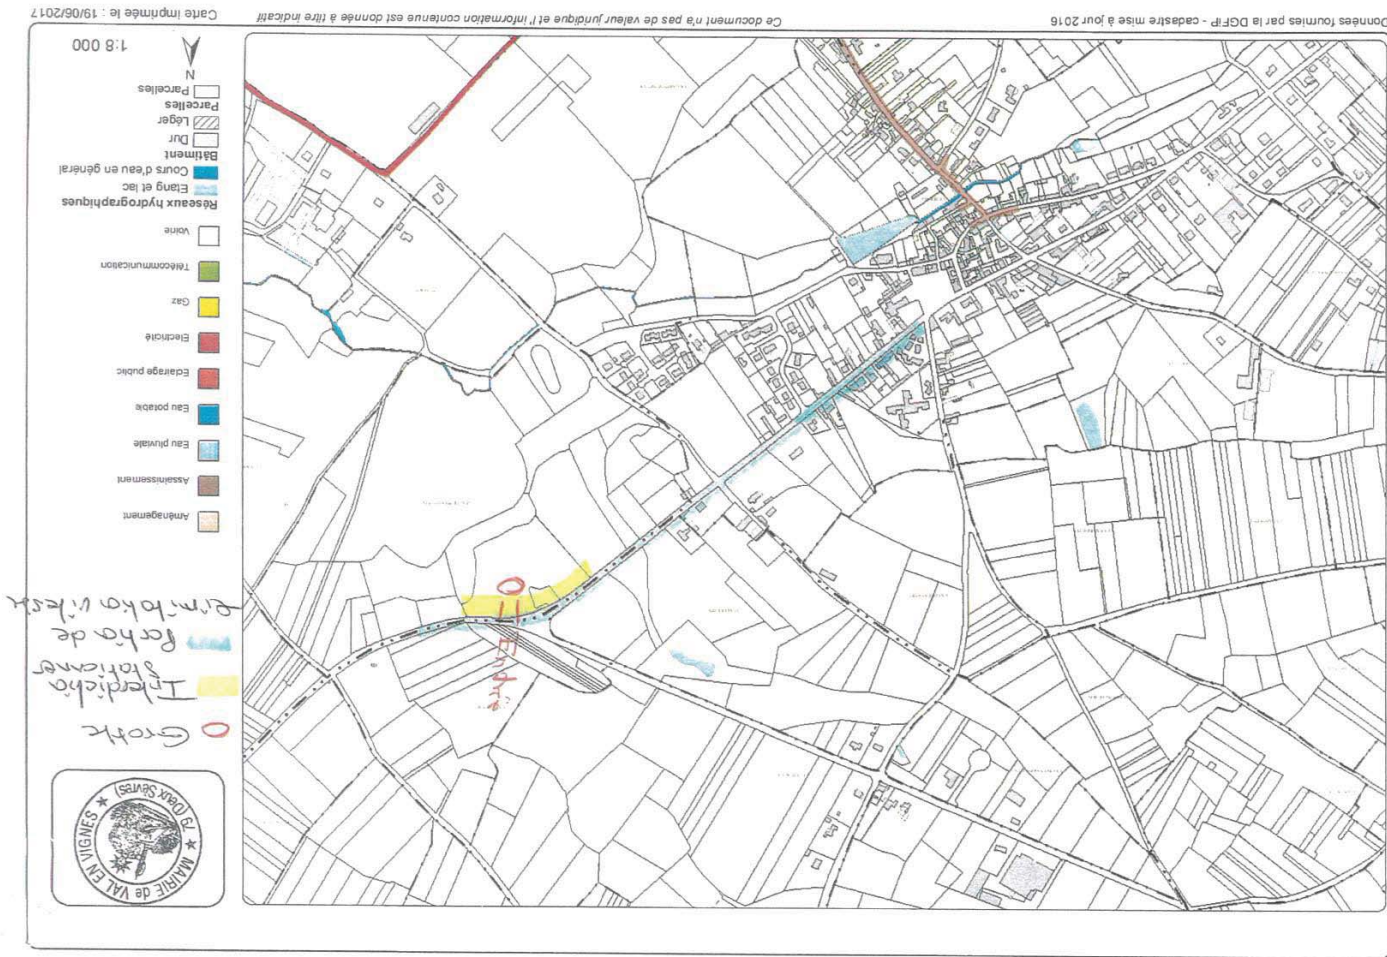 MAIRIE de VAL EN VIGNES
79 (Deux Sèvres)
Grotte
Interdiction
stationner
limitation vitesse
Entrée
Aménagement
Assainissement
Eau pluviale
Eau potable
Eclairage public
Electricité
Gaz
Télécommunication
Voirie
Réseaux hydrographiques
Etang et lac
Cours d'eau en général
Bâtiment
Dur
Léger
Parcelles
Parcelles
N
1:8 000
Données fournies par la DGFiP - cadastre mise à jour 2016
Ce document n'a pas de valeur juridique et l'information contenue est donnée à titre indicatif
Carte imprimée le : 19/06/2017